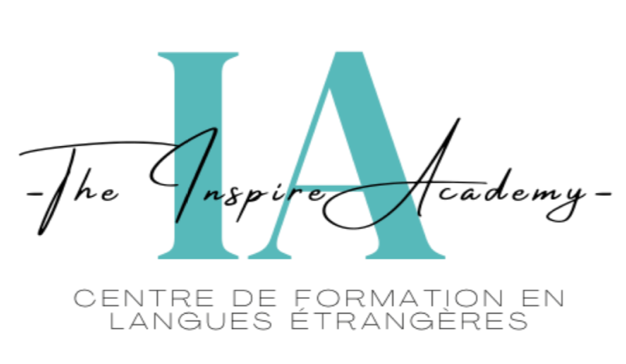 IA
-The Inspire Academy-
CENTRE DE FORMATION EN
LANGUES ÉTRANGÈRES